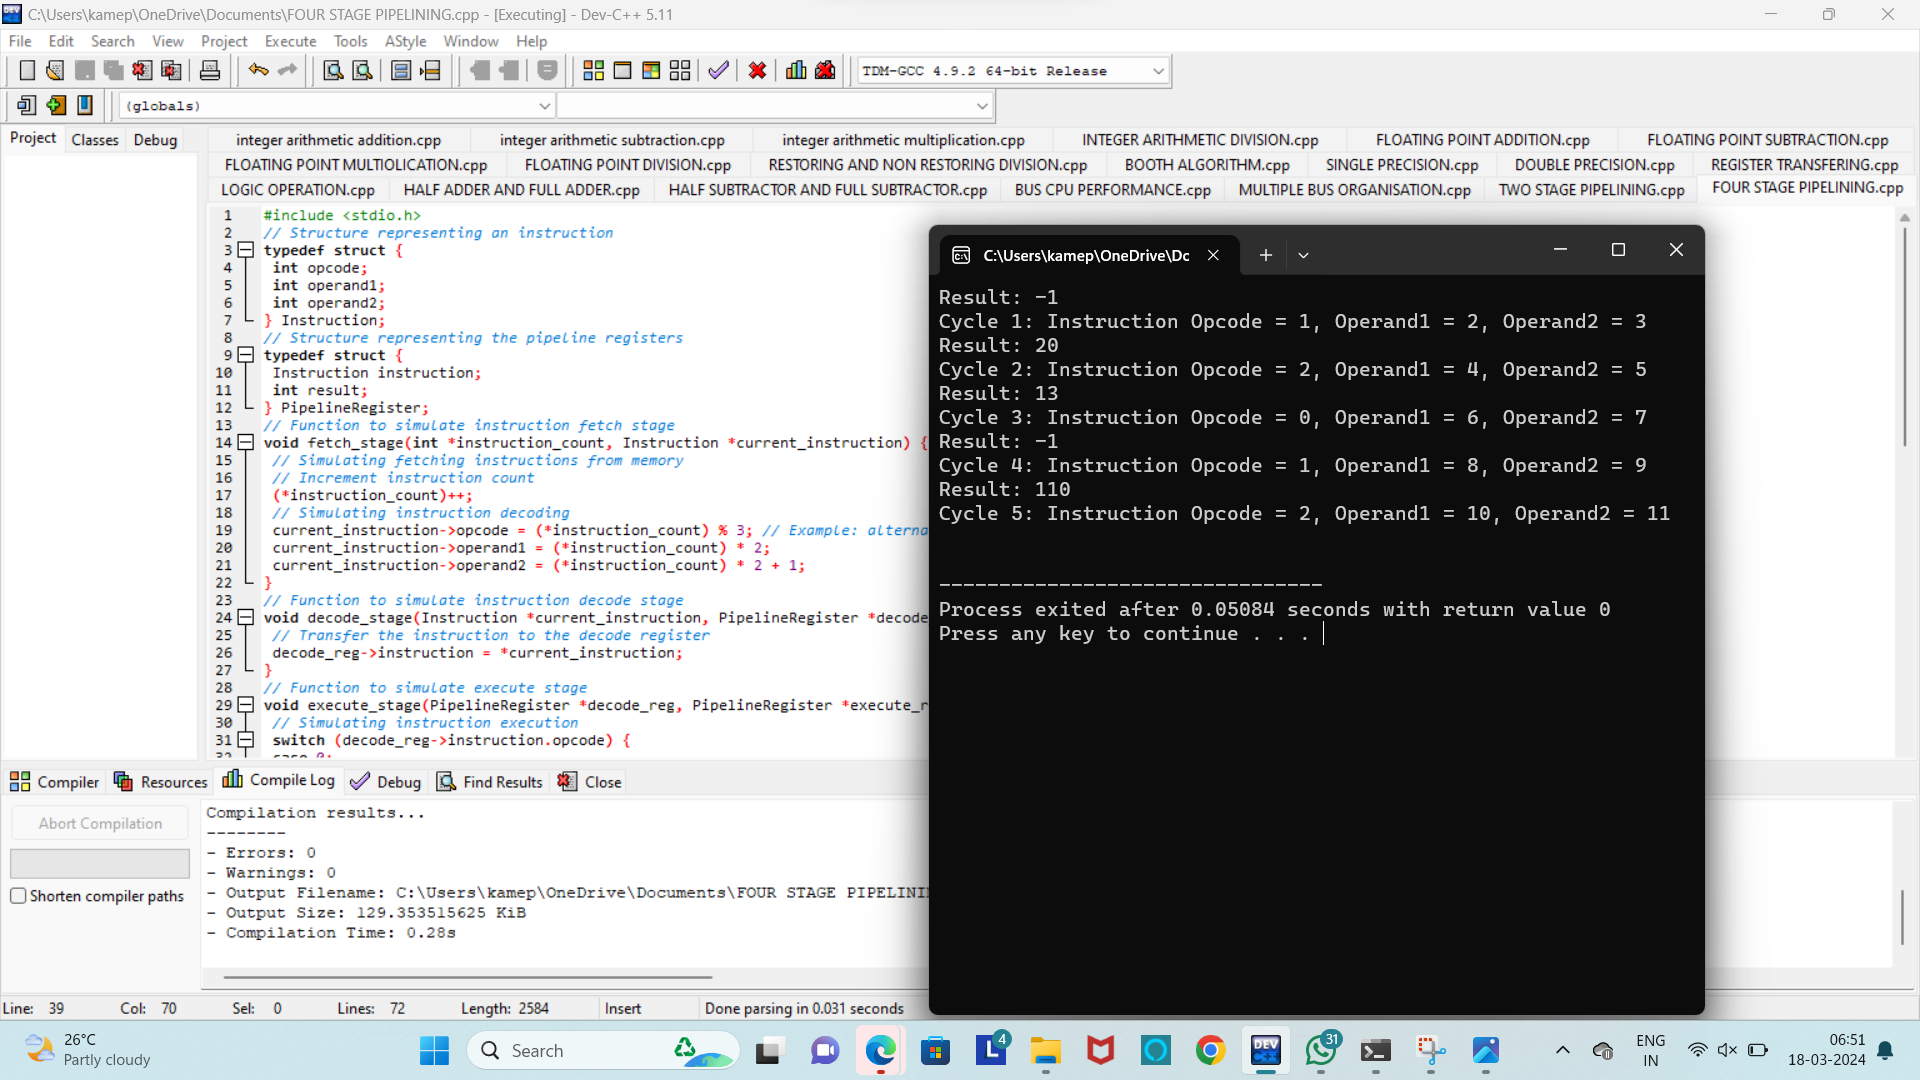 C:\Users\kamep\OneDrive\Documents\FOUR STAGE PIPELINING.cpp - [Executing] - Dev-C++ 5.11
File Edit Search View Project Execute Tools AStyle Window Help
TDM-GCC 4.9.2 64-bit Release
(globals)
Project Classes Debug
integer arithmetic addition.cpp integer arithmetic subtraction.cpp integer arithmetic multiplication.cpp INTEGER ARITHMETIC DIVISION.cpp FLOATING POINT ADDITION.cpp FLOATING POINT SUBTRACTION.cpp
FLOATING POINT MULTIOLICATION.cpp FLOATING POINT DIVISION.cpp RESTORING AND NON RESTORING DIVISION.cpp BOOTH ALGORITHM.cpp SINGLE PRECISION.cpp DOUBLE PRECISION.cpp REGISTER TRANSFERING.cpp
LOGIC OPERATION.cpp HALF ADDER AND FULL ADDER.cpp HALF SUBTRACTOR AND FULL SUBTRACTOR.cpp BUS CPU PERFORMANCE.cpp MULTIPLE BUS ORGANISATION.cpp TWO STAGE PIPELINING.cpp FOUR STAGE PIPELINING.cpp
1 #include <stdio.h>
2 // Structure representing an instruction
3 typedef struct {
4 int opcode;
5 int operand1;
6 int operand2;
7 } Instruction;
8 // Structure representing the pipeline registers
9 typedef struct {
10 Instruction instruction;
11 int result;
12 } PipelineRegister;
13 // Function to simulate instruction fetch stage
14 void fetch_stage(int *instruction_count, Instruction *current_instruction) {
15 // Simulating fetching instructions from memory
16 // Increment instruction count
17 (*instruction_count)++;
18 // Simulating instruction decoding
19 current_instruction->opcode = (*instruction_count) % 3; // Example: alterna
20 current_instruction->operand1 = (*instruction_count) * 2;
21 current_instruction->operand2 = (*instruction_count) * 2 + 1;
22 }
23 // Function to simulate instruction decode stage
24 void decode_stage(Instruction *current_instruction, PipelineRegister *decode
25 // Transfer the instruction to the decode register
26 decode_reg->instruction = *current_instruction;
27 }
28 // Function to simulate execute stage
29 void execute_stage(PipelineRegister *decode_reg, PipelineRegister *execute_r
30 // Simulating instruction execution
31 switch (decode_reg->instruction.opcode) {
32 case 0:
C:\Users\kamep\OneDrive\Dc
Result: -1
Cycle 1: Instruction Opcode = 1, Operand1 = 2, Operand2 = 3
Result: 20
Cycle 2: Instruction Opcode = 2, Operand1 = 4, Operand2 = 5
Result: 13
Cycle 3: Instruction Opcode = 0, Operand1 = 6, Operand2 = 7
Result: -1
Cycle 4: Instruction Opcode = 1, Operand1 = 8, Operand2 = 9
Result: 110
Cycle 5: Instruction Opcode = 2, Operand1 = 10, Operand2 = 11
--------------------------------
Process exited after 0.05084 seconds with return value 0
Press any key to continue . . .
Compiler Resources Compile Log Debug Find Results Close
Abort Compilation
Shorten compiler paths
Compilation results...
--------
- Errors: 0
- Warnings: 0
- Output Filename: C:\Users\kamep\OneDrive\Documents\FOUR STAGE PIPELINI
- Output Size: 129.353515625 KiB
- Compilation Time: 0.28s
Line: 39 Col: 70 Sel: 0 Lines: 72 Length: 2584 Insert Done parsing in 0.031 seconds
26°C
Partly cloudy
Search
L 4
DEV C++
31
ENG
IN
06:51
18-03-2024